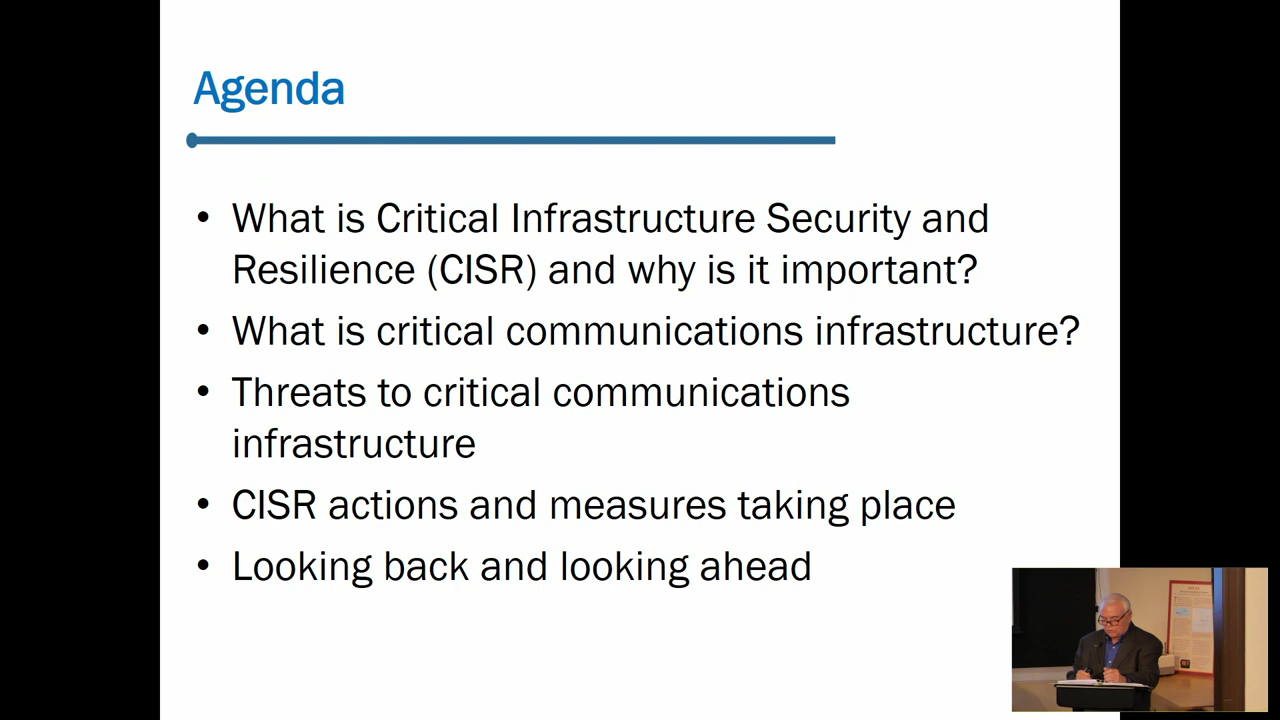 Agenda
• What is Critical Infrastructure Security and
Resilience (CISR) and why is it important?
• What is critical communications infrastructure?
• Threats to critical communications
infrastructure
• CISR actions and measures taking place
• Looking back and looking ahead